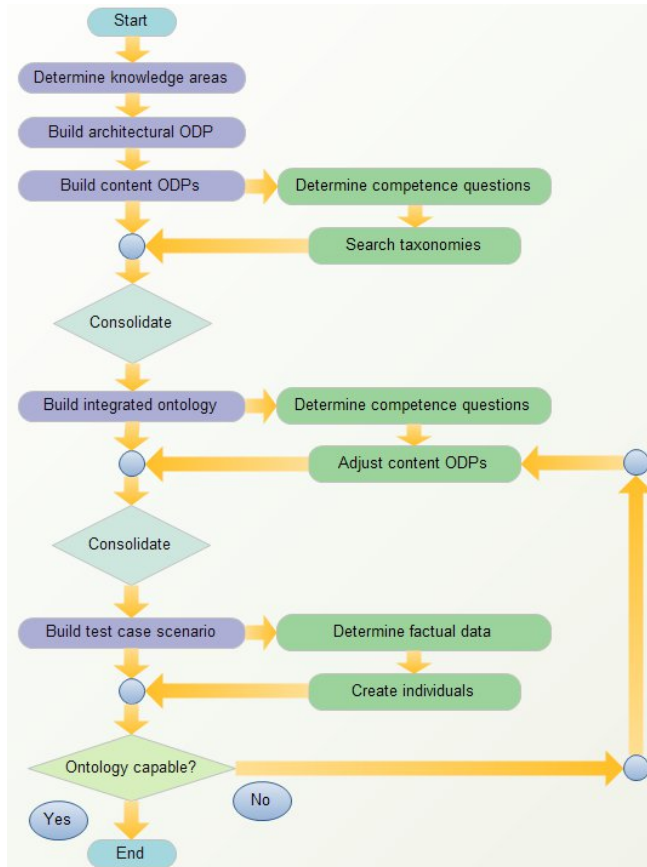 Start
Determine knowledge areas
Build architectural ODP
Build content ODPs
Determine competence questions
Search taxonomies
Consolidate
Build integrated ontology
Determine competence questions
Adjust content ODPs
Consolidate
Build test case scenario
Determine factual data
Create individuals
Ontology capable?
Yes
No
End